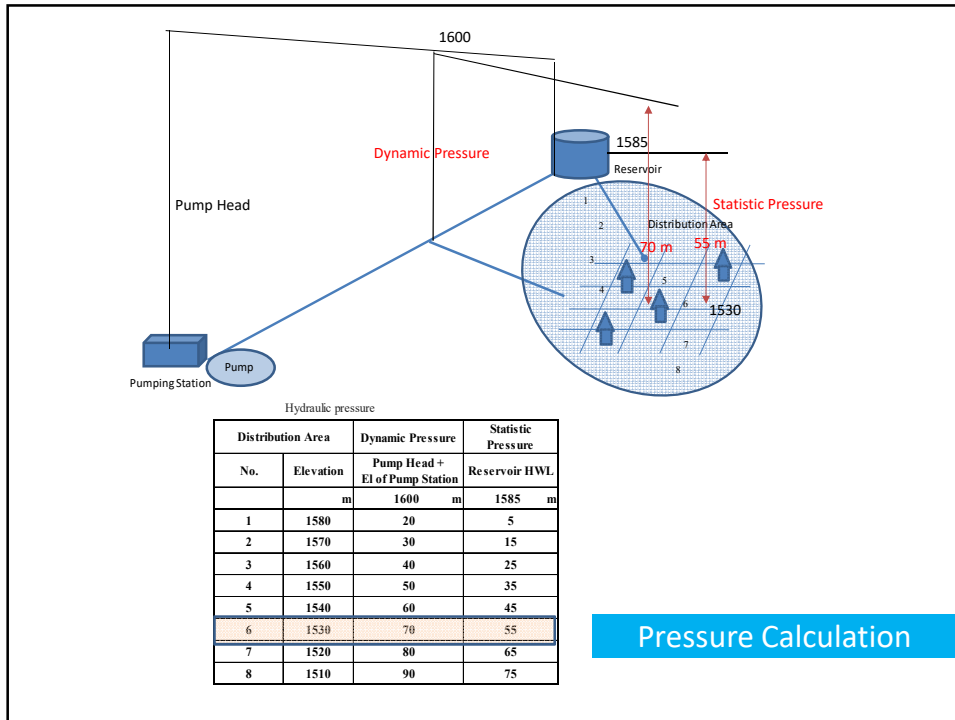 1600
1585
Dynamic Pressure
Reservoir
Pump Head
1
Statistic Pressure
2
Distribution Area
70 m
55 m
3
5
4
6
1530
7
Pump
8
Pumping Station
Hydraulic pressure
Distribution Area Dynamic Pressure Statistic
Pressure
No. Elevation Pump Head +
El of Pump Station Reservoir HWL
m 1600 m 1585 m
1 1580 20 5
2 1570 30 15
3 1560 40 25
4 1550 50 35
5 1540 60 45
6 1530 70 55
7 1520 80 65
8 1510 90 75
Pressure Calculation